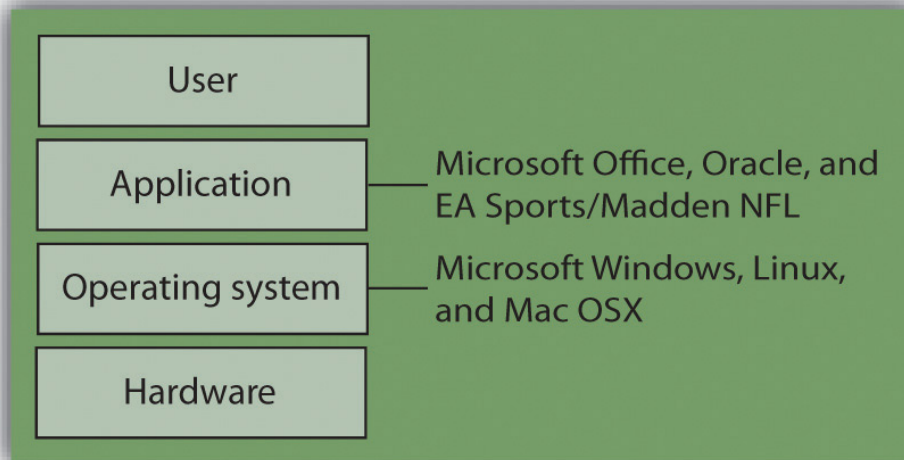 User
Application
Microsoft Office, Oracle, and
EA Sports/Madden NFL
Operating system
Microsoft Windows, Linux,
and Mac OSX
Hardware